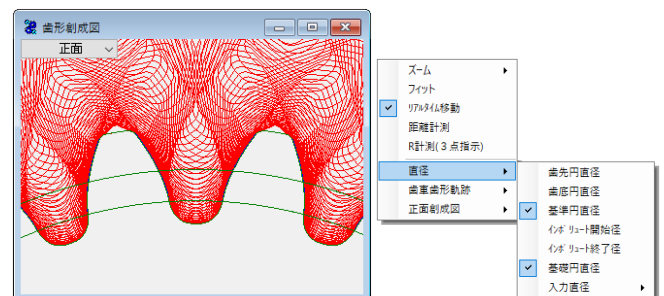 歯形創成図
正面
ズーム
フィット
リアルタイム移動
距離計測
R計測(３点指示)
直径
歯車歯形軌跡
正面創成図
歯先円直径
歯底円直径
基準円直径
インボリュート開始径
インボリュート終了径
基礎円直径
入力直径